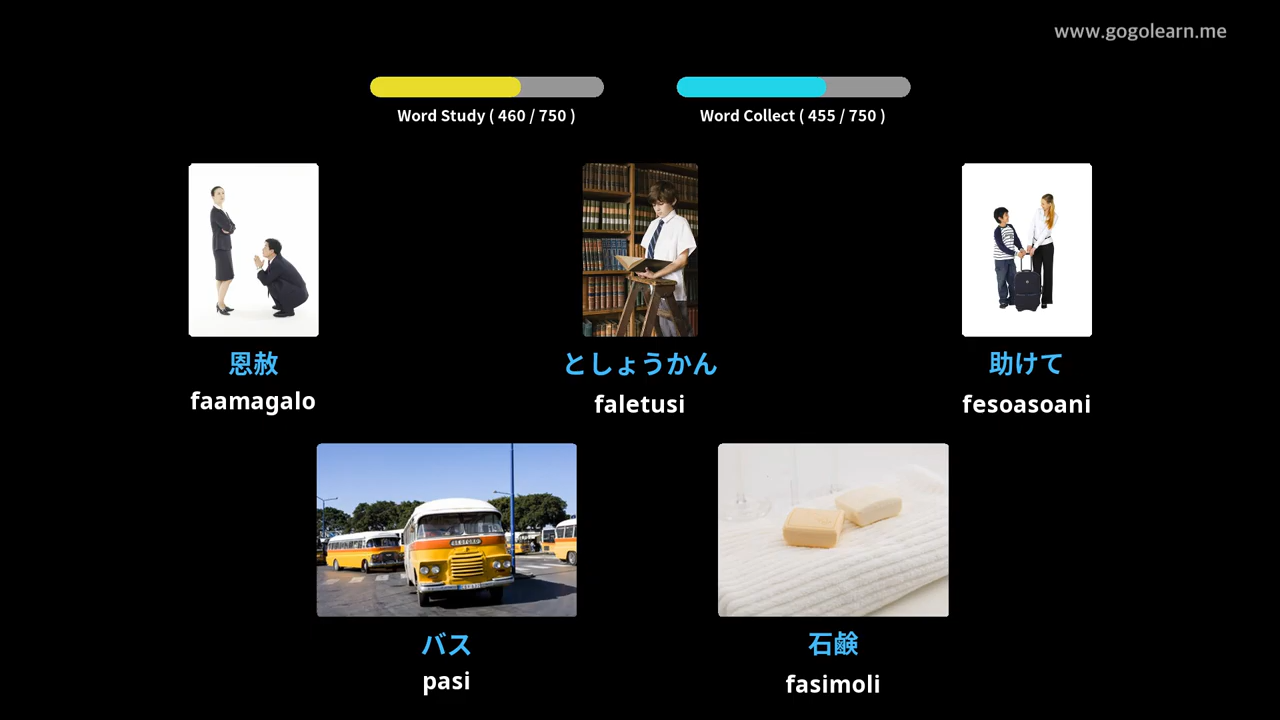 www.gogolearn.me
Word Study ( 460 / 750 )
Word Collect ( 455 / 750 )
恩赦
としょうかん
助けて
faamagalo
faletusi
fesoasoani
バス
石鹸
pasi
fasimoli